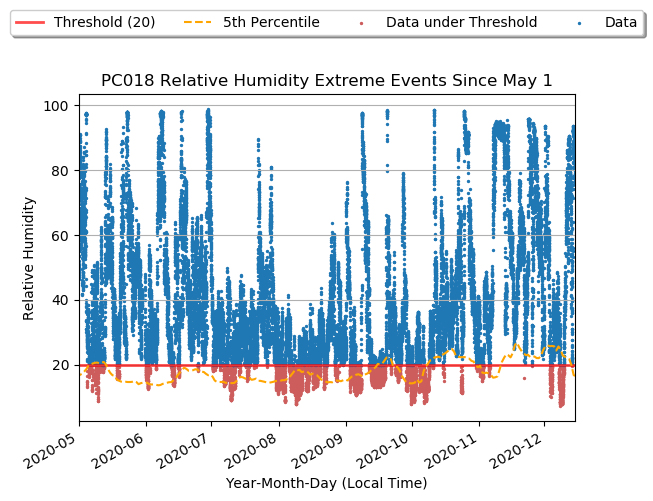 Threshold (20) 5th Percentile Data under Threshold Data
PC018 Relative Humidity Extreme Events Since May 1
100
80
60
40
20
Relative Humidity
2020-05 2020-06 2020-07 2020-08 2020-09 2020-10 2020-11 2020-12
Year-Month-Day (Local Time)